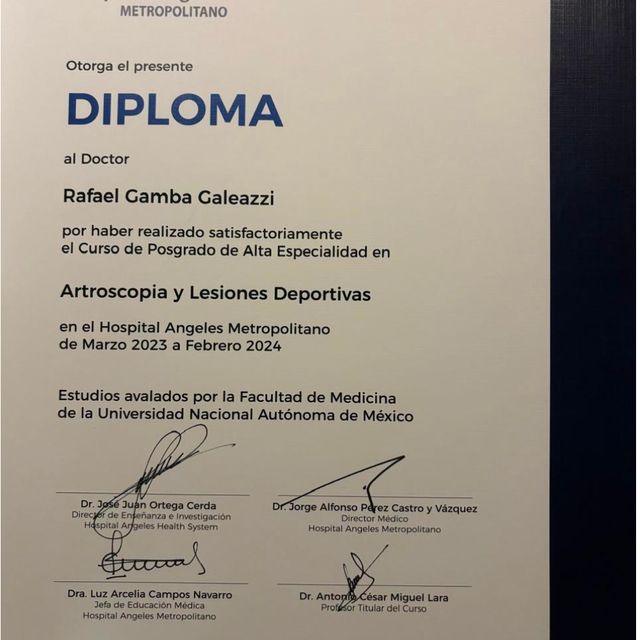 METROPOLITANO
Otorga el presente
DIPLOMA
al Doctor
Rafael Gamba Galeazzi
por haber realizado satisfactoriamente
el Curso de Posgrado de Alta Especialidad en
Artroscopia y Lesiones Deportivas
en el Hospital Angeles Metropolitano
de Marzo 2023 a Febrero 2024
Estudios avalados por la Facultad de Medicina
de la Universidad Nacional Autónoma de México
Dr. José Juan Ortega Cerda
Director de Enseñanza e Investigación
Hospital Angeles Health System
Dr. Jorge Alfonso Pérez Castro y Vázquez
Director Médico
Hospital Angeles Metropolitano
Dra. Luz Arcelia Campos Navarro
Jefa de Educación Médica
Hospital Angeles Metropolitano
Dr. Antonio César Miguel Lara
Profesor Titular del Curso